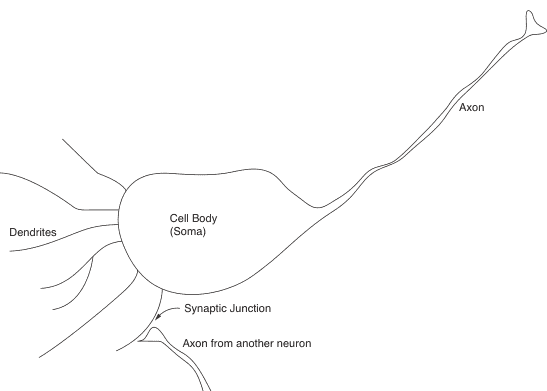 Axon
Cell Body
(Soma)
Dendrites
Synaptic Junction
Axon from another neuron